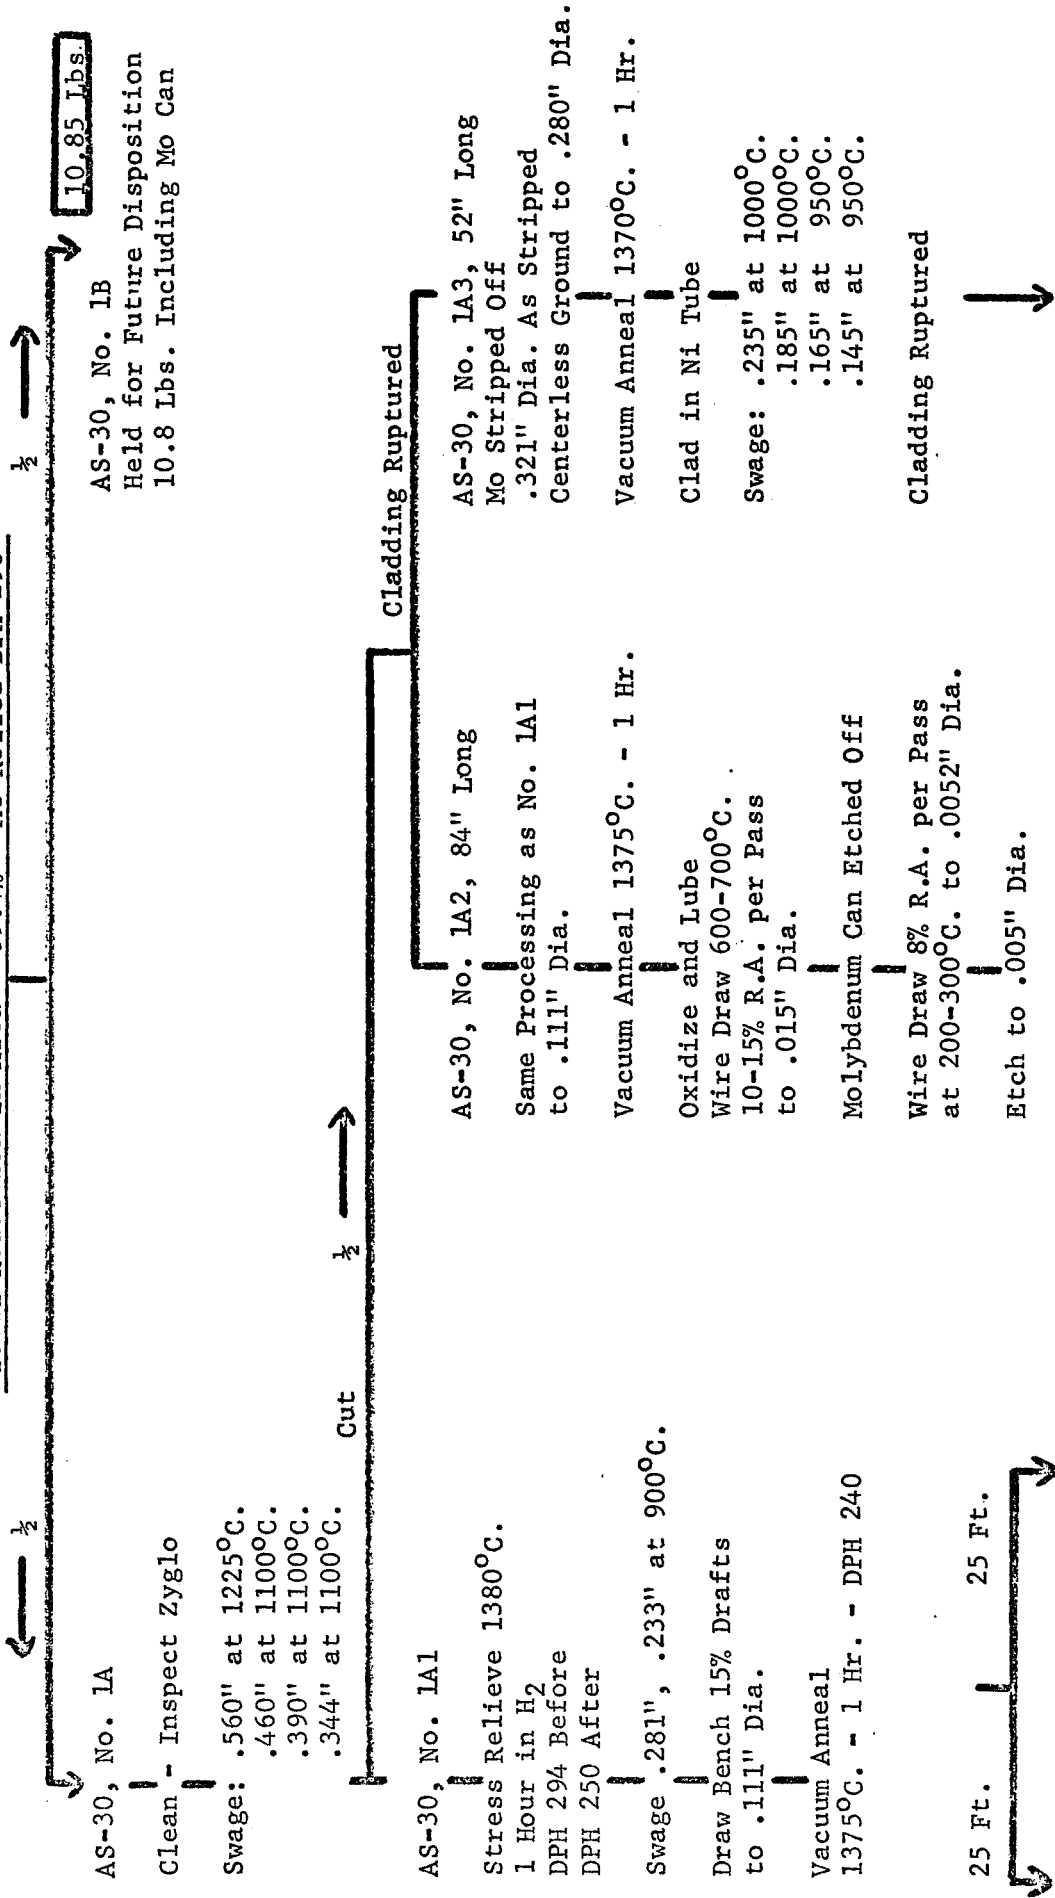 ½
½
10.85 Lbs.
AS-30, No. 1A
Clean - Inspect Zyglo
Swage: .560" at 1225°C.
.460" at 1100°C.
.390" at 1100°C.
.344" at 1100°C.
AS-30, No. 1B
Held for Future Disposition
10.8 Lbs. Including Mo Can
Cut
½
Cladding Ruptured
AS-30, No. 1A1
Stress Relieve 1380°C.
1 Hour in H2
DPH 294 Before
DPH 250 After
Swage .281", .233" at 900°C.
Draw Bench 15% Drafts
to .111" Dia.
Vacuum Anneal
1375°C. - 1 Hr. - DPH 240
25 Ft.
25 Ft.
AS-30, No. 1A2, 84" Long
Same Processing as No. 1A1
to .111" Dia.
Vacuum Anneal 1375°C. - 1 Hr.
Oxidize and Lube
Wire Draw 600-700°C.
10-15% R.A. per Pass
to .015" Dia.
Molybdenum Can Etched Off
Wire Draw 8% R.A. per Pass
at 200-300°C. to .0052" Dia.
Etch to .005" Dia.
AS-30, No. 1A3, 52" Long
Mo Stripped Off
.321" Dia. As Stripped
Centerless Ground to .280" Dia.
Vacuum Anneal 1370°C. - 1 Hr.
Clad in Ni Tube
Swage: .235" at 1000°C.
.185" at 1000°C.
.165" at 950°C.
.145" at 950°C.
Cladding Ruptured